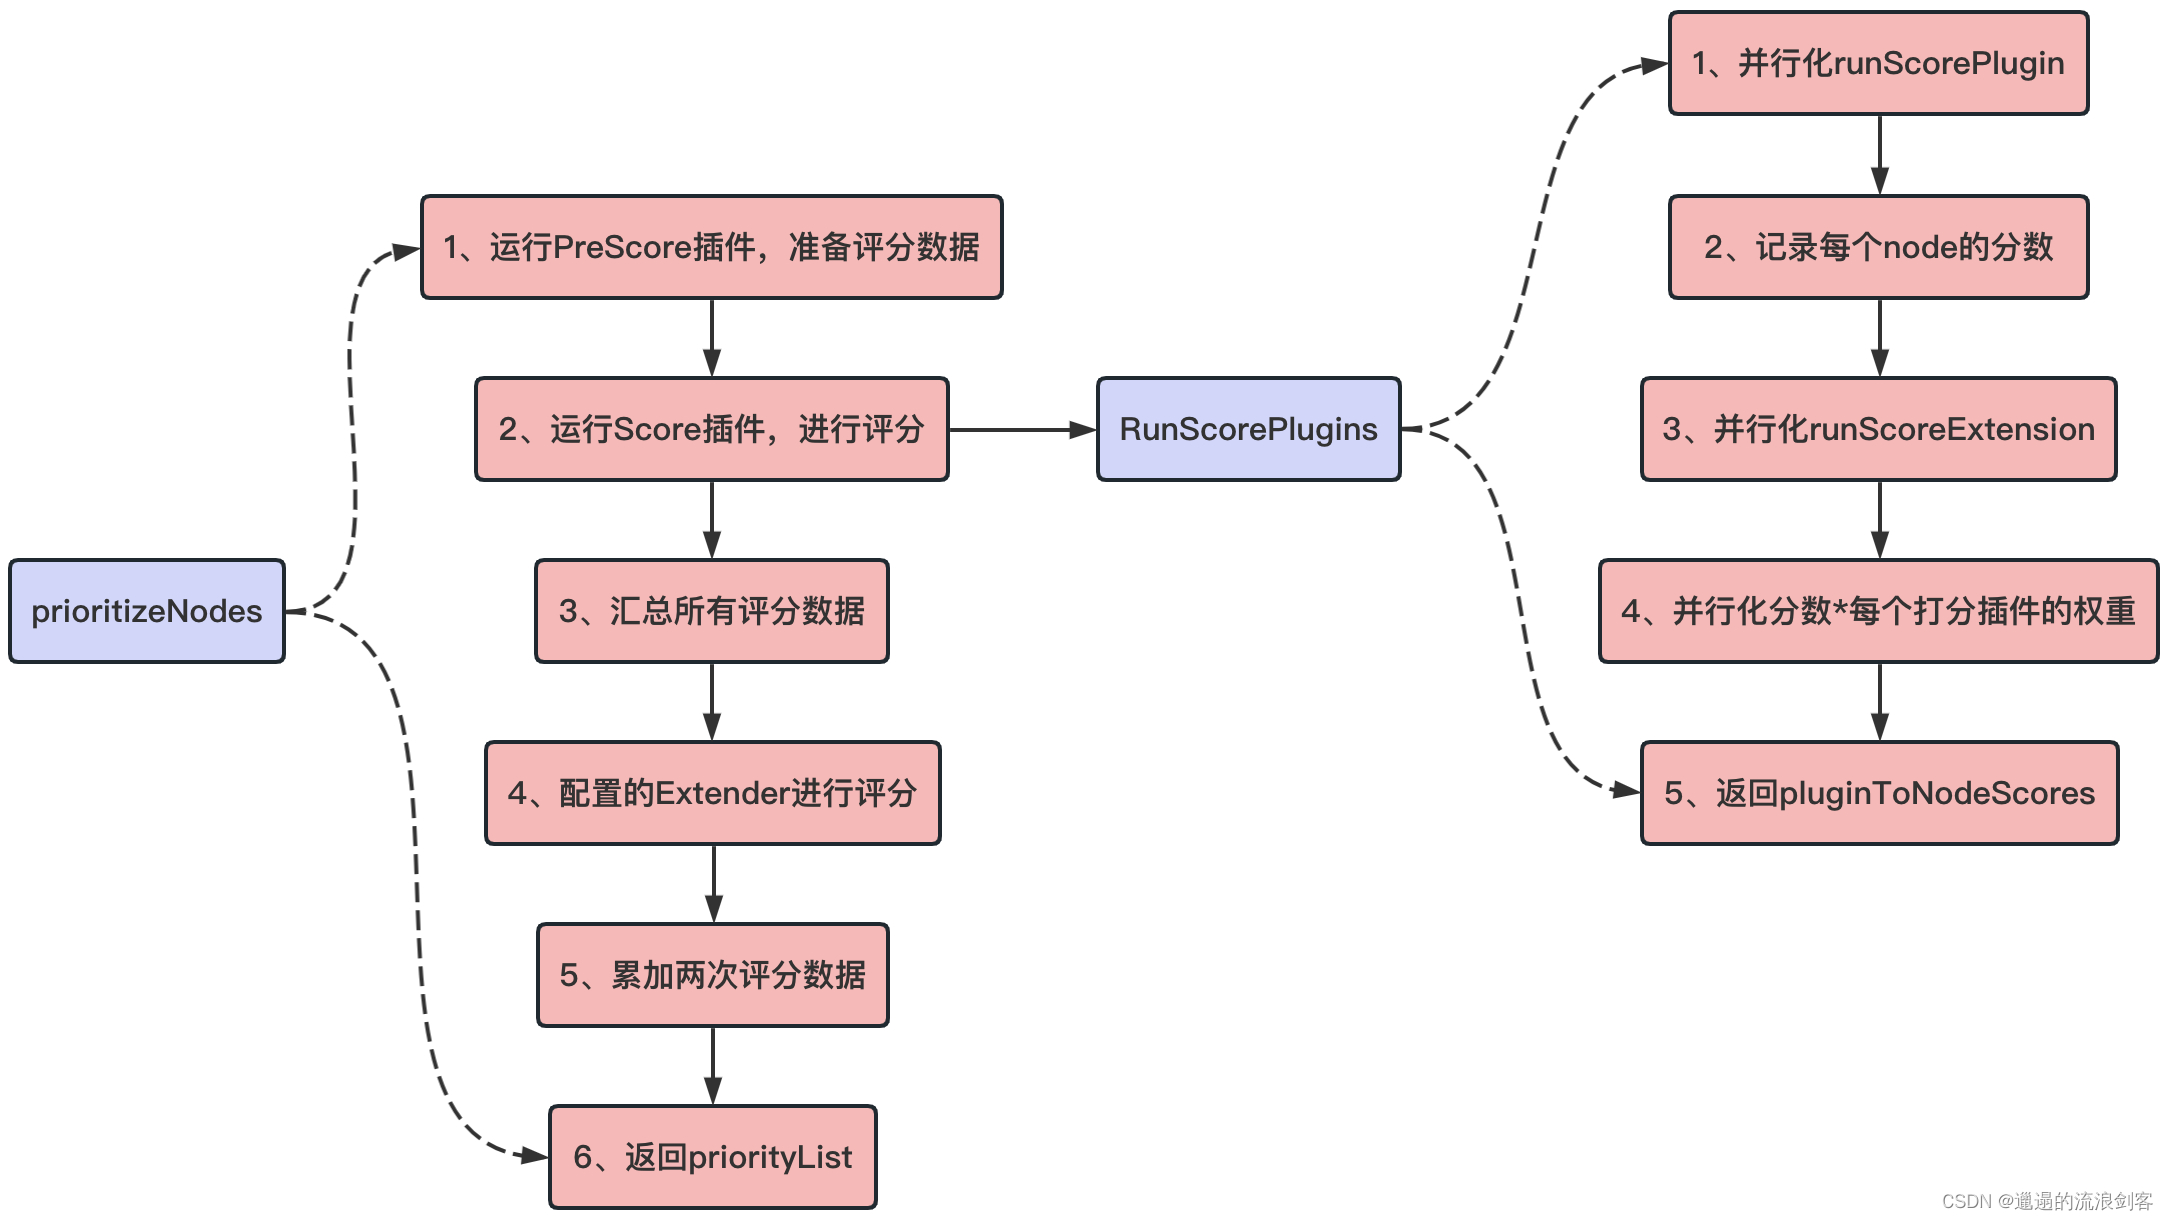 prioritizeNodes
1、运行PreScore插件，准备评分数据
2、运行Score插件，进行评分
3、汇总所有评分数据
4、配置的Extender进行评分
5、累加两次评分数据
6、返回priorityList
RunScorePlugins
1、并行化runScorePlugin
2、记录每个node的分数
3、并行化runScoreExtension
4、并行化分数*每个打分插件的权重
5、返回pluginToNodeScores
CSDN @邋遢的流浪剑客